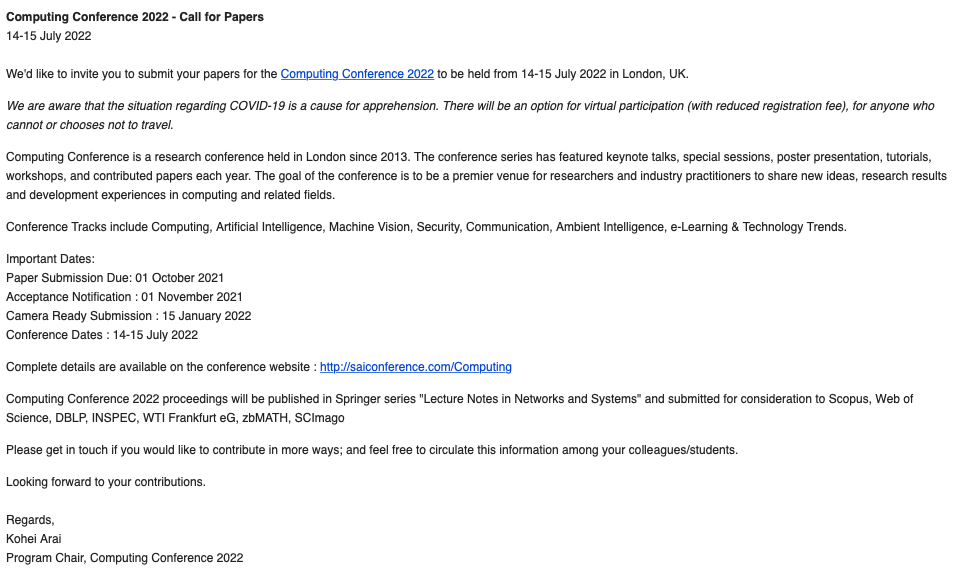 Computing Conference 2022 - Call for Papers
14-15 July 2022
We'd like to invite you to submit your papers for the Computing Conference 2022 to be held from 14-15 July 2022 in London, UK.
We are aware that the situation regarding COVID-19 is a cause for apprehension. There will be an option for virtual participation (with reduced registration fee), for anyone who
cannot or chooses not to travel.
Computing Conference is a research conference held in London since 2013. The conference series has featured keynote talks, special sessions, poster presentation, tutorials,
workshops, and contributed papers each year. The goal of the conference is to be a premier venue for researchers and industry practitioners to share new ideas, research results
and development experiences in computing and related fields.
Conference Tracks include Computing, Artificial Intelligence, Machine Vision, Security, Communication, Ambient Intelligence, e-Learning & Technology Trends.
Important Dates:
Paper Submission Due: 01 October 2021
Acceptance Notification : 01 November 2021
Camera Ready Submission : 15 January 2022
Conference Dates : 14-15 July 2022
Complete details are available on the conference website : http://saiconference.com/Computing
Computing Conference 2022 proceedings will be published in Springer series "Lecture Notes in Networks and Systems" and submitted for consideration to Scopus, Web of
Science, DBLP, INSPEC, WTI Frankfurt eG, zbMATH, SCImago
Please get in touch if you would like to contribute in more ways; and feel free to circulate this information among your colleagues/students.
Looking forward to your contributions.
Regards,
Kohei Arai
Program Chair, Computing Conference 2022